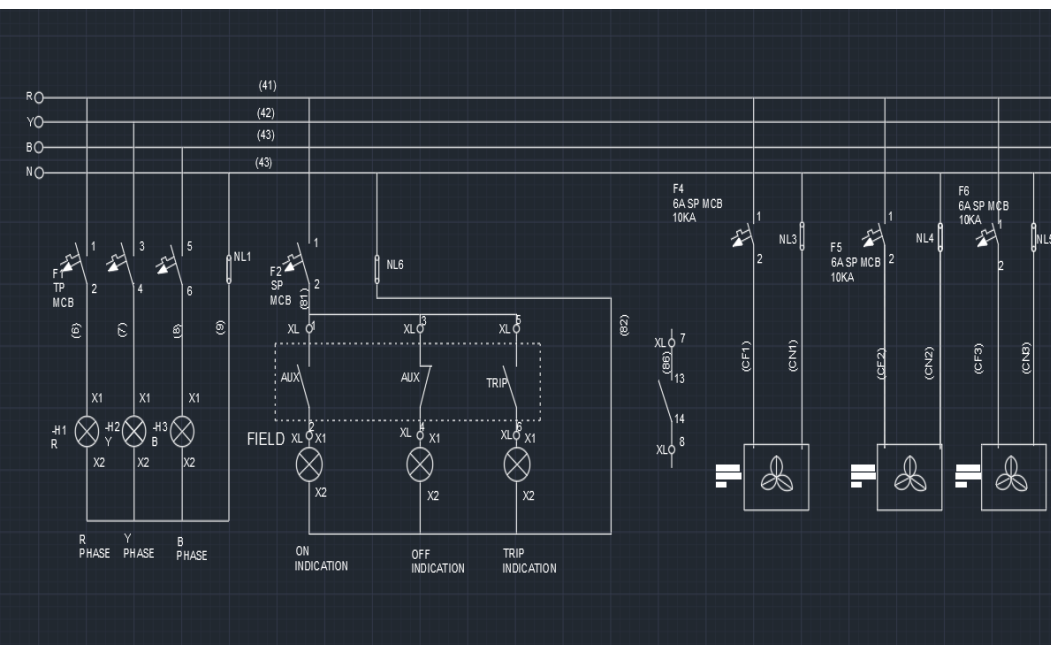 (41)
R
(42)
Y
(43)
B
(43)
N
F1
TP
MCB
1
2
3
4
5
6
NL1
F2
SP
MCB
1
2
NL6
(6)
(7)
(8)
(9)
(81)
(82)
XL 1
XL 3
XL 5
AUX
AUX
TRIP
FIELD
XL 2 X1
XL 4 X1
XL 6 X1
X2
X2
X2
X1
X1
X1
-H1
R
-H2
Y
-H3
B
X2
X2
X2
R
PHASE
Y
PHASE
B
PHASE
ON
INDICATION
OFF
INDICATION
TRIP
INDICATION
XL 7
(86)
13
14
XL 8
F4
6A SP MCB
10KA
1
2
NL3
(CF1)
(CN1)
F5
6A SP MCB
10KA
1
2
NL4
(CF2)
(CN2)
F6
6A SP MCB
10KA
1
2
NL5
(CF3)
(CN3)